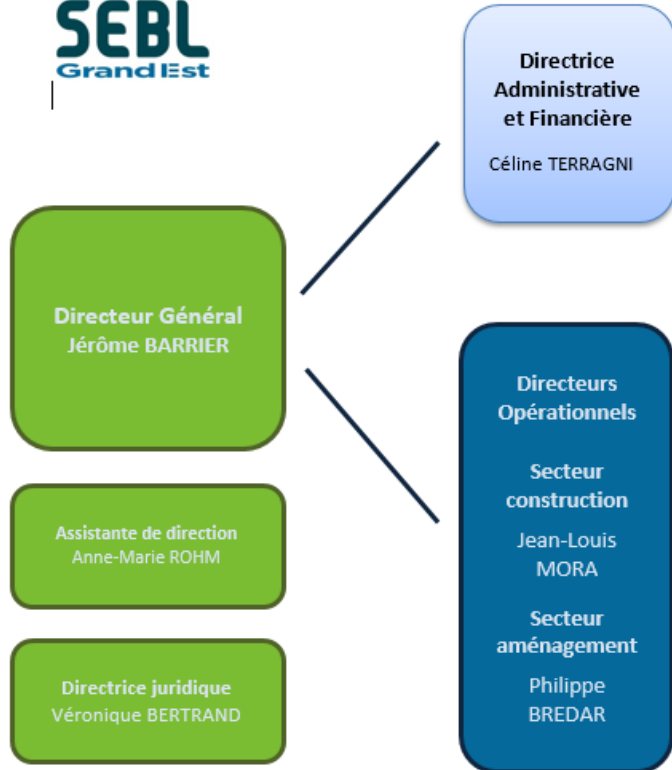 SEBL
Grand Est
Directrice
Administrative
et Financière
Céline TERRAGNI
Directeur Général
Jérôme BARRIER
Assistante de direction
Anne-Marie ROHM
Directrice juridique
Véronique BERTRAND
Directeurs
Opérationnels
Secteur
construction
Jean-Louis
MORA
Secteur
aménagement
Philippe
BREDAR